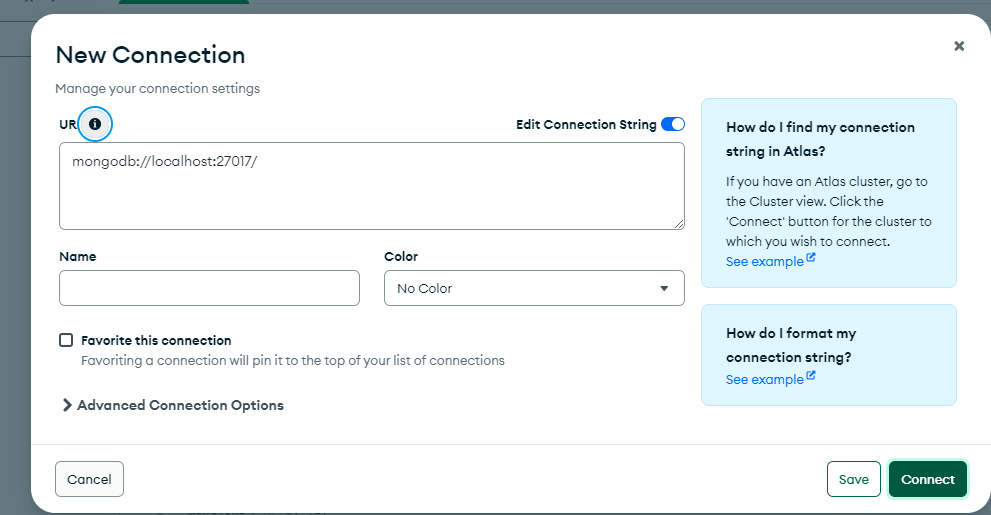 New Connection
Manage your connection settings
UR
Edit Connection String
mongodb://localhost:27017/
Name
Color
No Color
Favorite this connection
Favoriting a connection will pin it to the top of your list of connections
Advanced Connection Options
How do I find my connection
string in Atlas?
If you have an Atlas cluster, go to
the Cluster view. Click the
'Connect' button for the cluster to
which you wish to connect.
See example
How do I format my
connection string?
See example
Cancel
Save
Connect